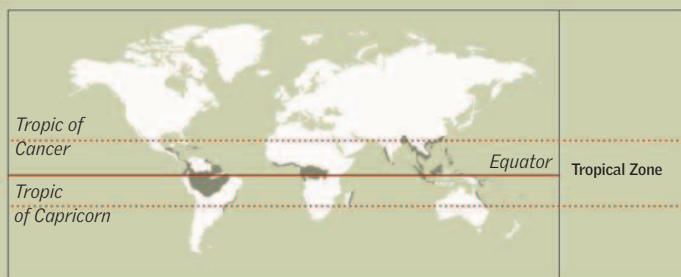 Tropic of
Cancer
Equator
Tropical Zone
Tropic
of Capricorn